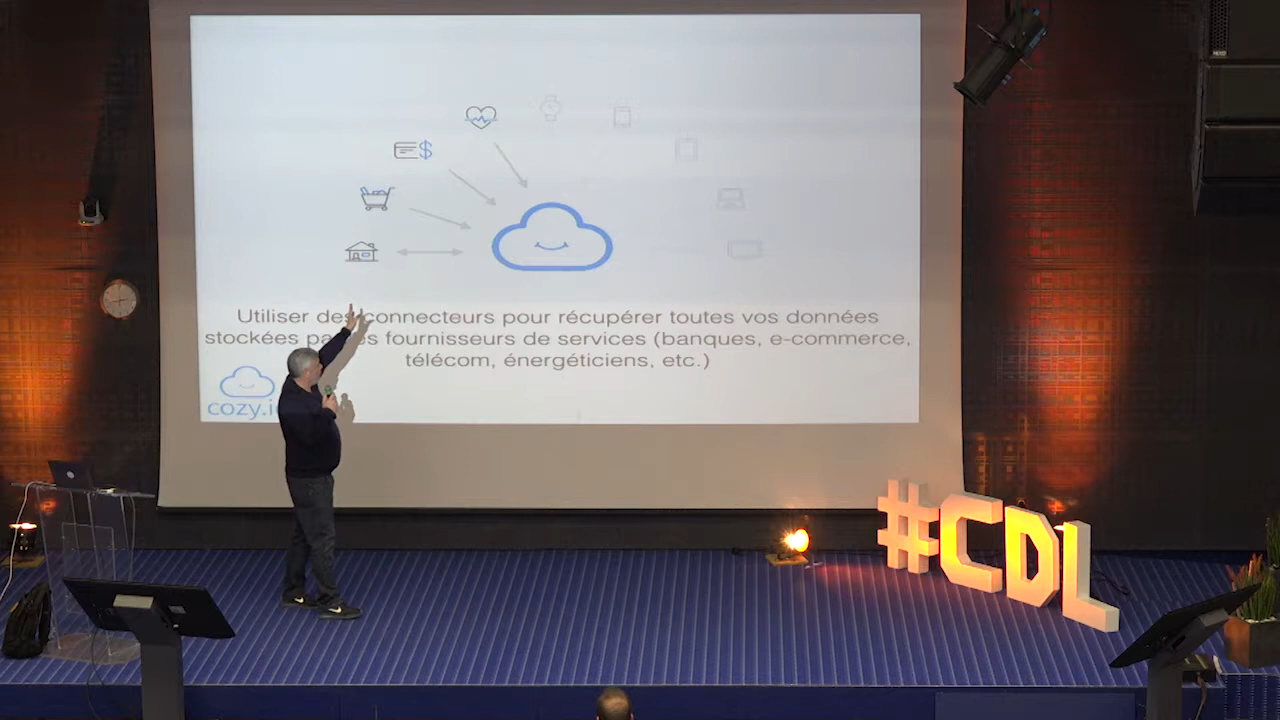 Utiliser des connecteurs pour récupérer toutes vos données
stockées fournisseurs de services (banques, e-commerce,
télécom, énergéticiens, etc.)
#CDL